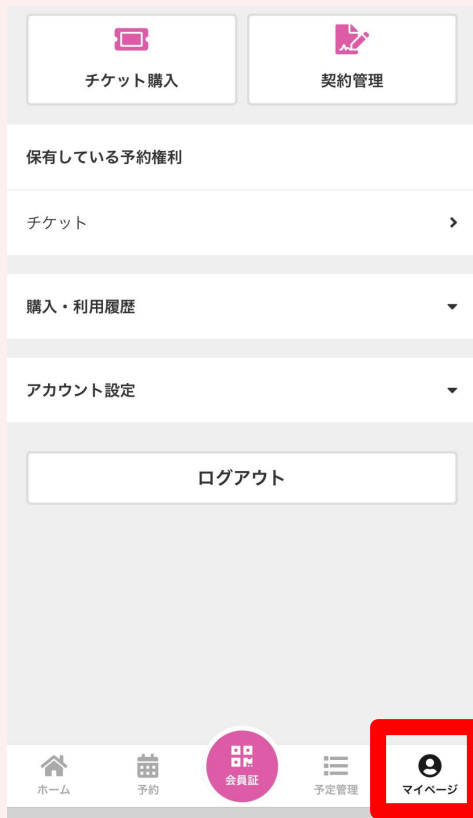 チケット購入
契約管理
保有している予約権利
チケット
購入・利用履歴
アカウント設定
ログアウト
ホーム
予約
会員証
予定管理
マイページ